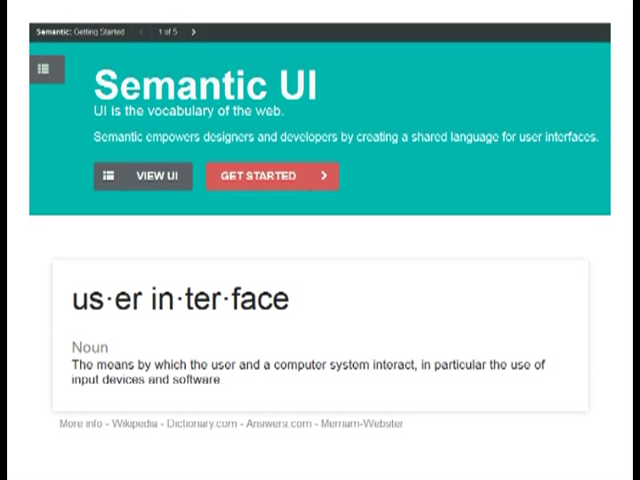 Semantic: Getting Started 1 of 5
Semantic UI
UI is the vocabulary of the web.
Semantic empowers designers and developers by creating a shared language for user interfaces.
VIEW UI GET STARTED
us·er in·ter·face
Noun
The means by which the user and a computer system interact, in particular the use of
input devices and software
More info - Wikipedia - Dictionary.com - Answers.com - Merriam-Webster